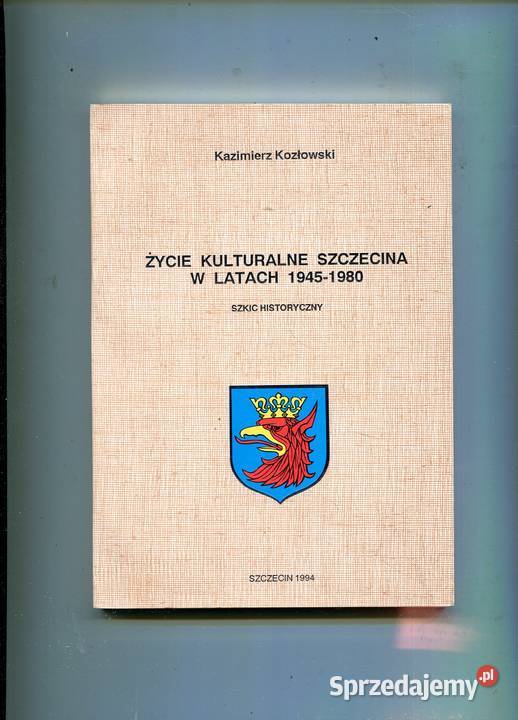 Kazimierz Kozłowski
ŻYCIE KULTURALNE SZCZECINA
W LATACH 1945-1980
SZKIC HISTORYCZNY
SZCZECIN 1994
Sprzedajemy.pl